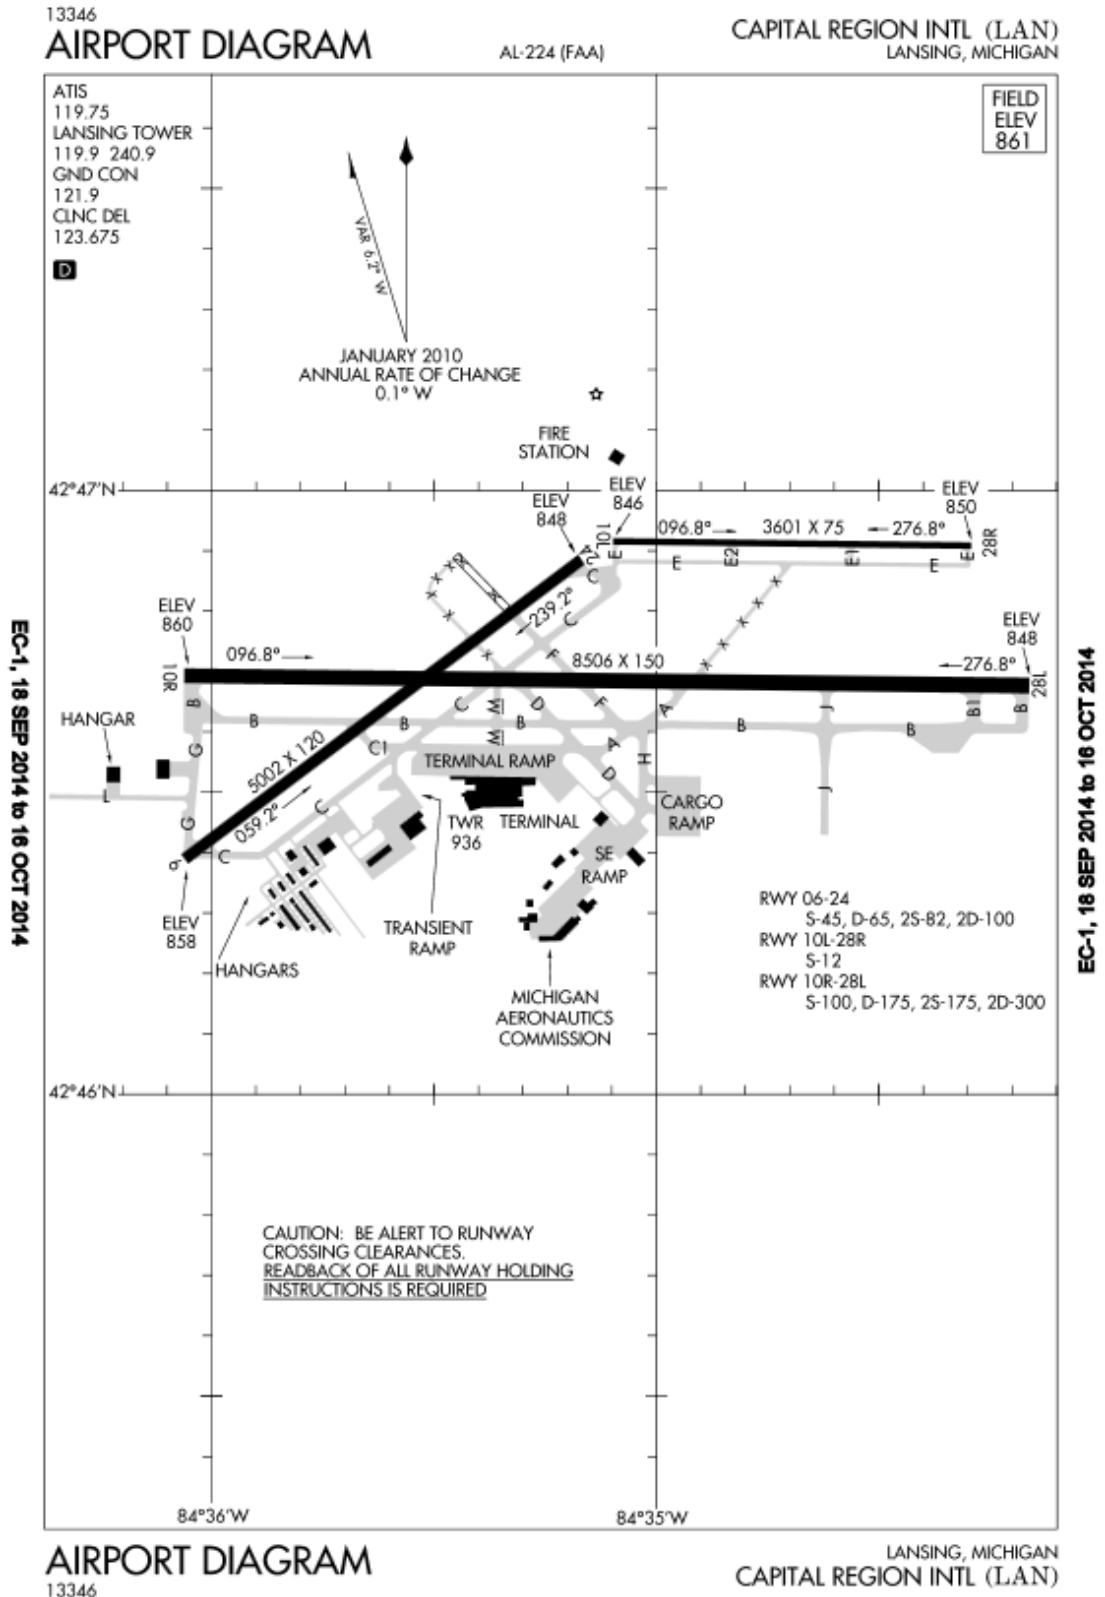 13346
AIRPORT DIAGRAM
AL-224 (FAA)
CAPITAL REGION INTL (LAN)
LANSING, MICHIGAN
ATIS
119.75
LANSING TOWER
119.9 240.9
GND CON
121.9
CLNC DEL
123.675
D
FIELD
ELEV
861
VAR 6.2° W
JANUARY 2010
ANNUAL RATE OF CHANGE
0.1° W
FIRE
STATION
42°47'N
ELEV
848
ELEV
846
ELEV
850
10L
096.8°
3601 X 75
276.8°
28R
24
C
E
E
E2
E1
E
E
ELEV
860
239.2°
C
X
X
X
X
X
X
X
X
X
X
X
X
ELEV
848
10R
096.8°
8506 X 150
276.8°
28L
F
HANGAR
B
B
B
C
W
B
D
F
A
B
J
B
B1
B
G
C1
W
A
H
5002 X 120
TERMINAL RAMP
D
J
L
G
059.2°
C
TWR
936
TERMINAL
CARGO
RAMP
6
C
SE
RAMP
ELEV
858
HANGARS
TRANSIENT
RAMP
MICHIGAN
AERONAUTICS
COMMISSION
RWY 06-24
S-45, D-65, 2S-82, 2D-100
RWY 10L-28R
S-12
RWY 10R-28L
S-100, D-175, 2S-175, 2D-300
42°46'N
CAUTION: BE ALERT TO RUNWAY
CROSSING CLEARANCES.
READBACK OF ALL RUNWAY HOLDING
INSTRUCTIONS IS REQUIRED
84°36'W
84°35'W
EC-1, 18 SEP 2014 to 16 OCT 2014
EC-1, 18 SEP 2014 to 16 OCT 2014
AIRPORT DIAGRAM
13346
LANSING, MICHIGAN
CAPITAL REGION INTL (LAN)